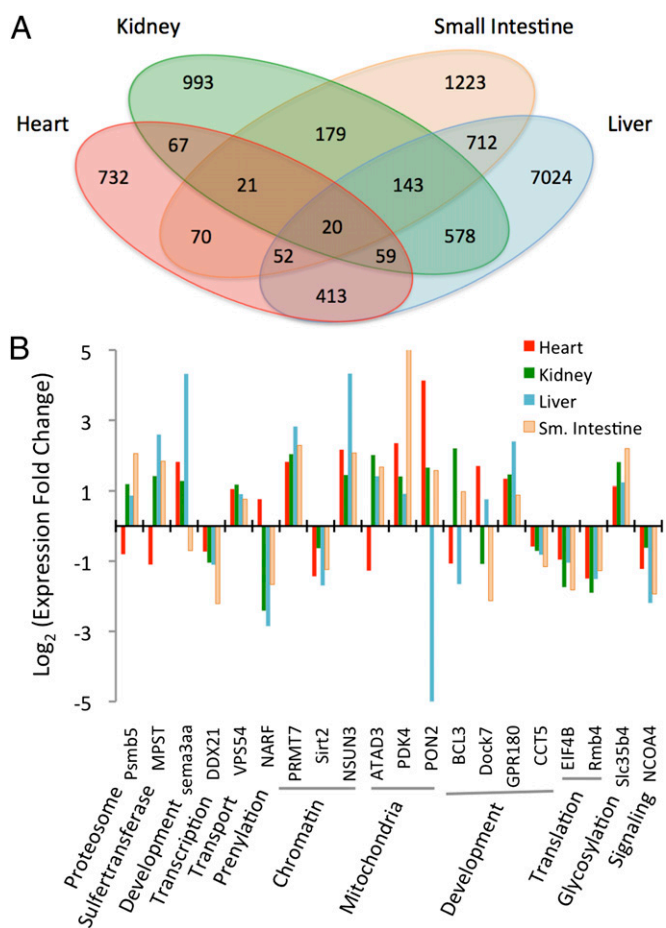 A
Kidney
Small Intestine
Heart
Liver
993
1223
67
179
712
732
21
143
7024
70
20
578
52
59
413
B
Log2 (Expression Fold Change)
5
3
1
-1
-3
-5
Heart
Kidney
Liver
Sm. Intestine
Psmb5
MPST
sema3aa
DDX21
VPS54
NARF
PRMT7
Sirt2
NSUN3
ATAD3
PDK4
PON2
BCL3
Dock7
GPR180
CCT5
EIF4B
Rmb4
Slc35b4
NCOA4
Proteosome
Sulfertransferase
Development
Transcription
Transport
Prenylation
Chromatin
Mitochondria
Development
Translation
Glycosylation
Signaling